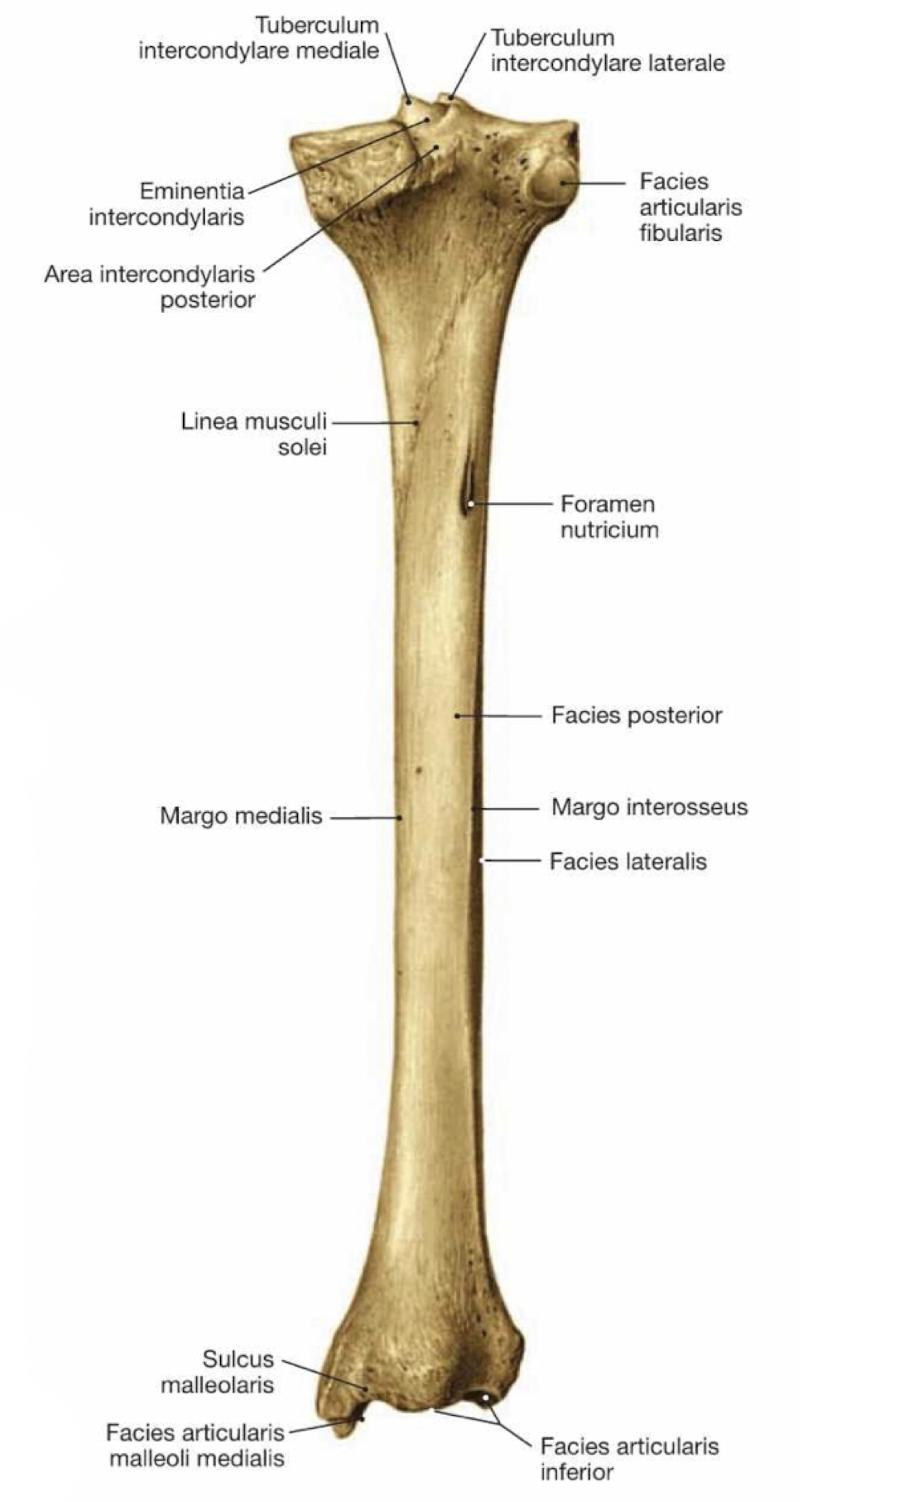 Tuberculum
intercondylare mediale
Tuberculum
intercondylare laterale
Eminentia
intercondylaris
Facies
articularis
fibularis
Area intercondylaris
posterior
Linea musculi
solei
Foramen
nutricium
Facies posterior
Margo medialis
Margo interosseus
Facies lateralis
Sulcus
malleolaris
Facies articularis
malleoli medialis
Facies articularis
inferior